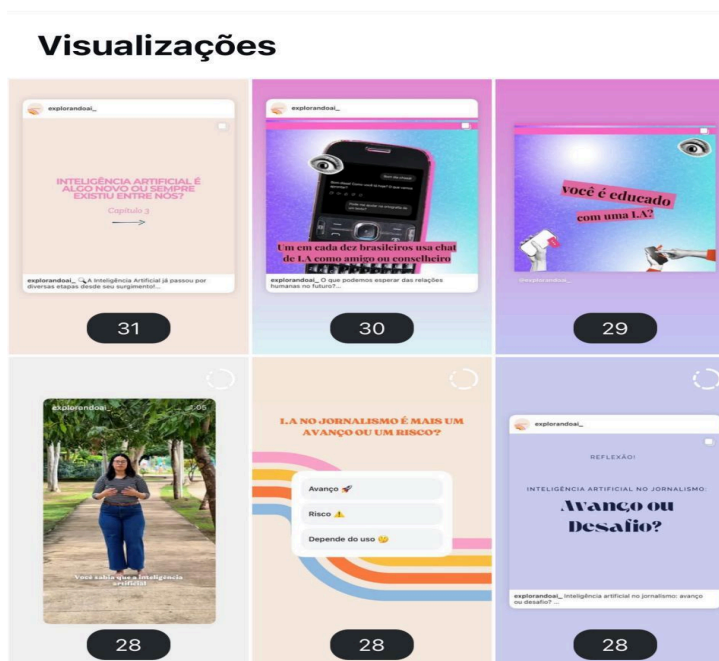 Visualizações
explorandoai_
INTELIGÊNCIA ARTIFICIAL É
ALGO NOVO OU SEMPRE
EXISTIU ENTRE NÓS?
Capítulo 3
explorandoai_ 🔍A Inteligência Artificial já passou por
diversas etapas desde seu surgimento!...
31
explorandoai_
Um em cada dez brasileiros usa chat
de I.A como amigo ou conselheiro
explorandoai_ O que podemos esperar das relações
humanas no futuro?...
30
você é educado
com uma I.A?
@explorandoai_
29
explorandoai_
Você sabia que a inteligência
artificial
28
I.A NO JORNALISMO É MAIS UM
AVANÇO OU UM RISCO?
Avanço 🚀
Risco ⚠️
Depende do uso 🤔
28
explorandoai_
REFLEXÃO!
INTELIGÊNCIA ARTIFICIAL NO JORNALISMO:
Avanço ou
Desafio?
explorandoai_ Inteligência artificial no jornalismo: avanço
ou desafio? ...
28